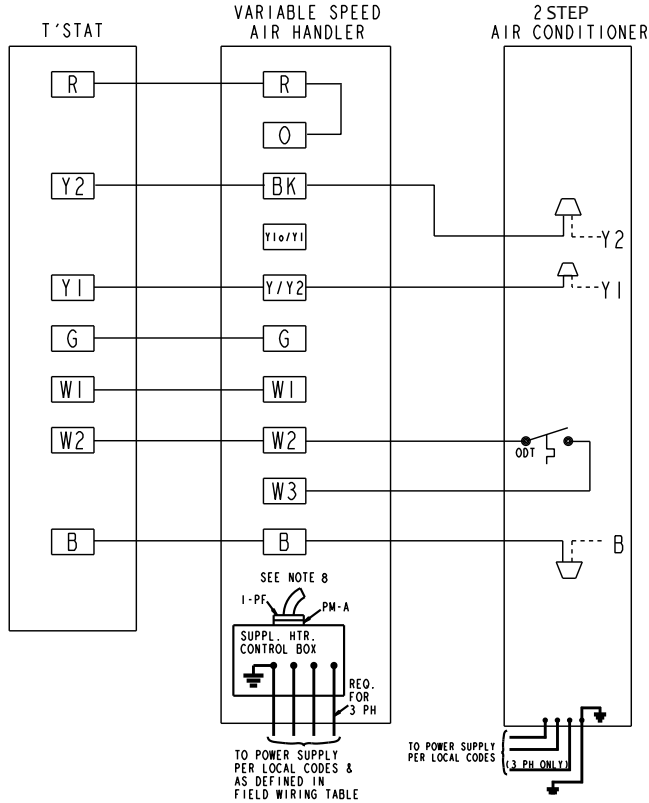 T'STAT
VARIABLE SPEED
AIR HANDLER
2 STEP
AIR CONDITIONER
R
R
O
Y2
BK
Y2
Y1o/Y1
Y1
Y/Y2
Y1
G
G
W1
W1
W2
W2
ODT
W3
B
B
B
SEE NOTE 8
1-PF
PM-A
SUPPL. HTR.
CONTROL BOX
REQ.
FOR
3 PH
TO POWER SUPPLY
PER LOCAL CODES &
AS DEFINED IN
FIELD WIRING TABLE
TO POWER SUPPLY
PER LOCAL CODES
(3 PH ONLY)